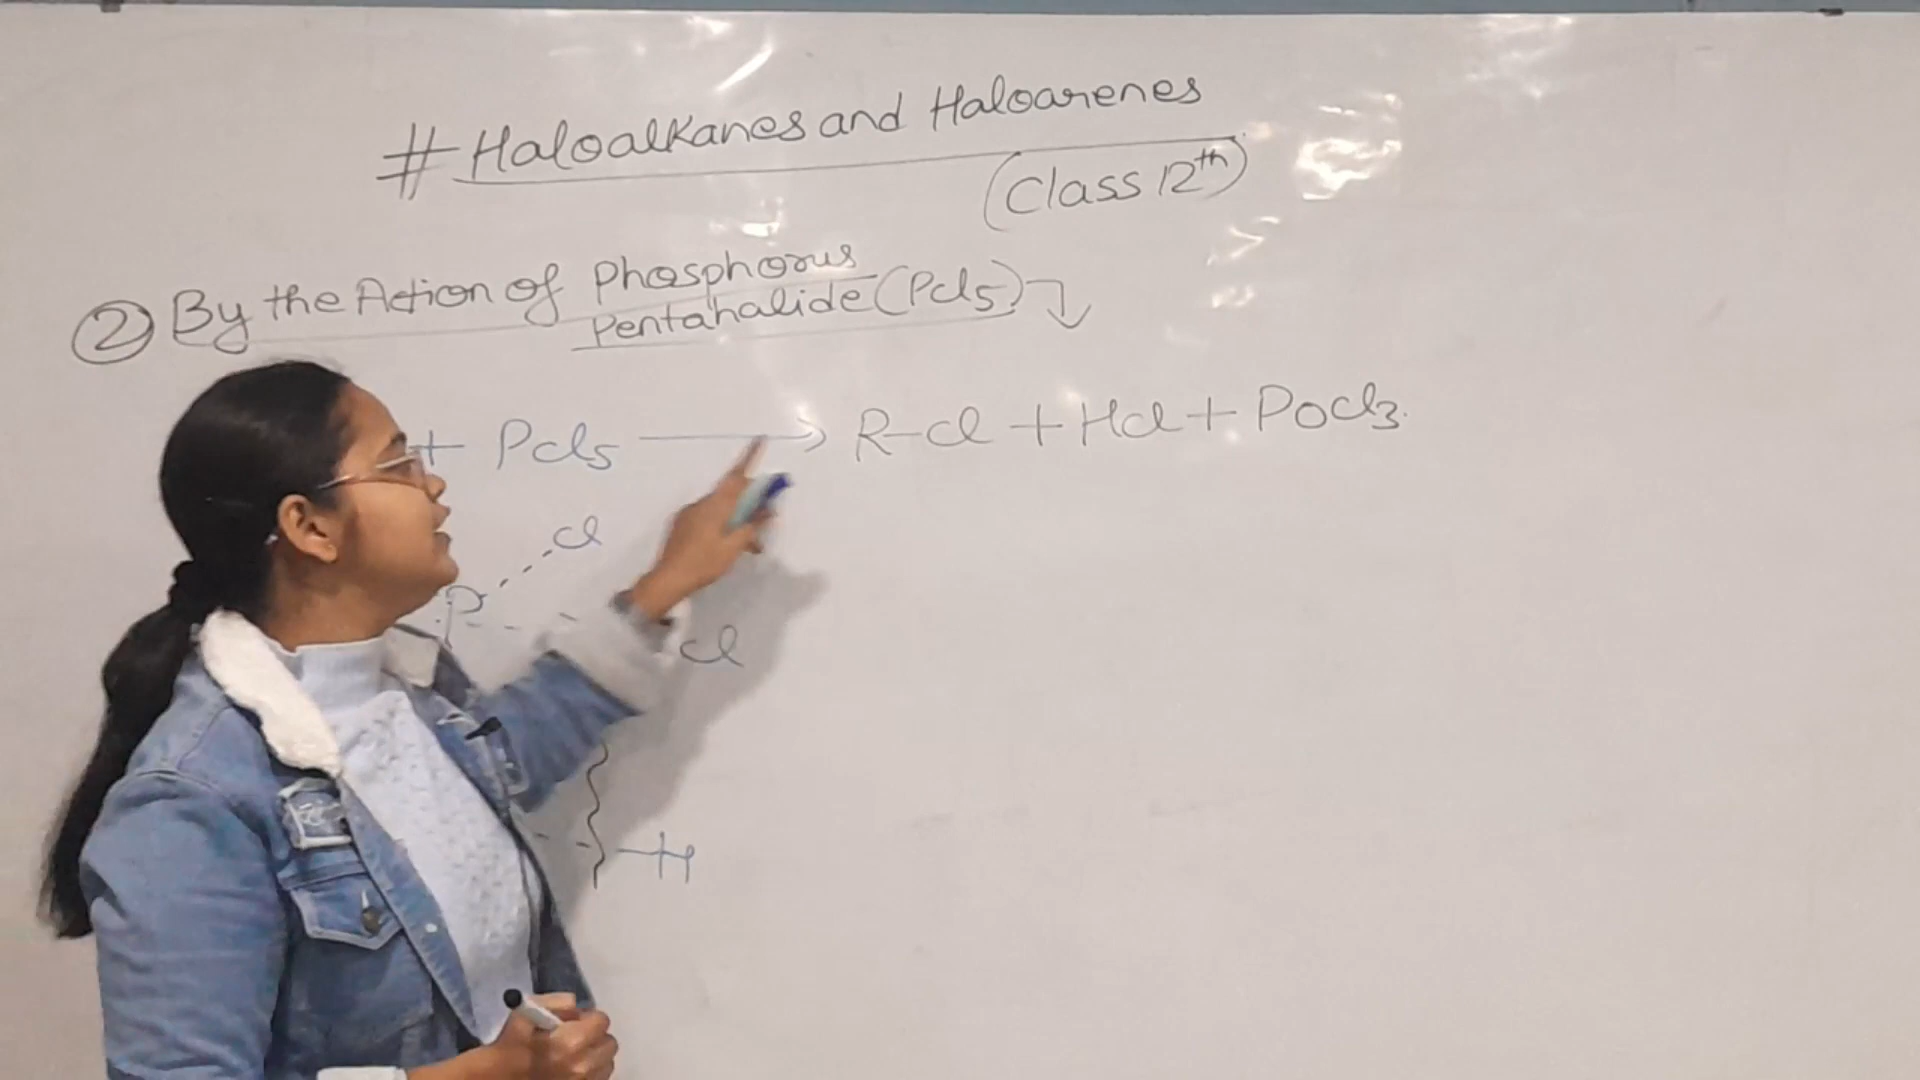 # Haloalkanes and Haloarenes
(Class 12th)
② By the Action of Phosphorus
Pentahalide (Pcl5)
+ Pcl5 → R-cl + Hcl + Pocl3.
cl
P
cl
H